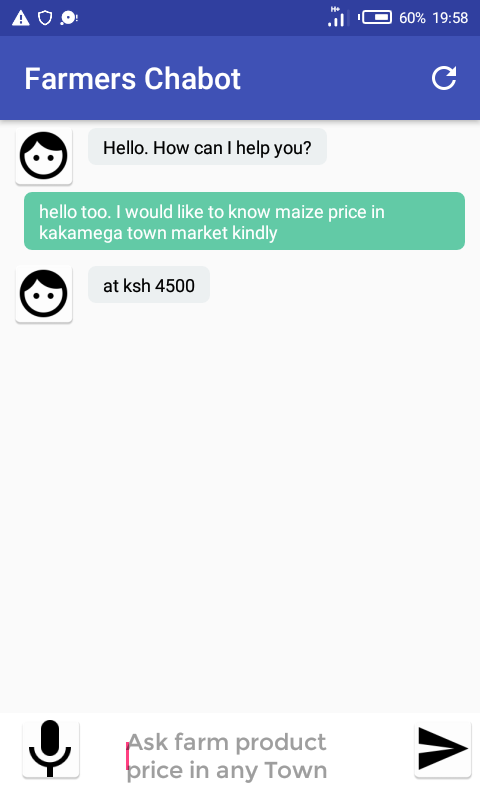 H+ 60% 19:58
Farmers Chabot
Hello. How can I help you?
hello too. I would like to know maize price in
kakamega town market kindly
at ksh 4500
Ask farm product
price in any Town